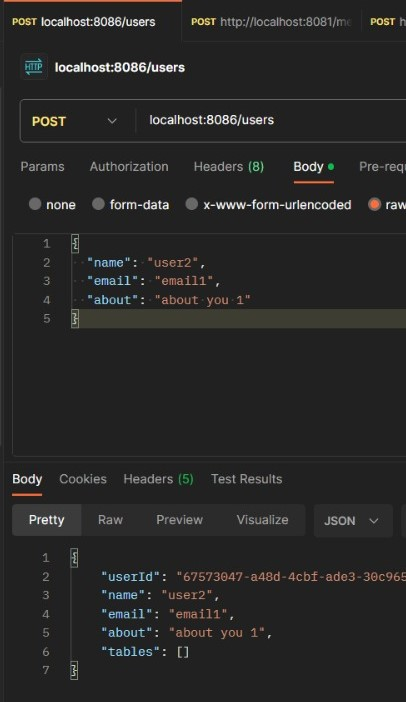 POST localhost:8086/users POST http://localhost:8081/me POST h
HTTP localhost:8086/users
POST localhost:8086/users
Params Authorization Headers (8) Body Pre-requ
none form-data x-www-form-urlencoded raw
1 {
2 "name": "user2",
3 "email": "email1",
4 "about": "about you 1"
5 }
Body Cookies Headers (5) Test Results
Pretty Raw Preview Visualize JSON
1 {
2 "userId": "67573047-a48d-4cbf-ade3-30c965
3 "name": "user2",
4 "email": "email1",
5 "about": "about you 1",
6 "tables": []
7 }